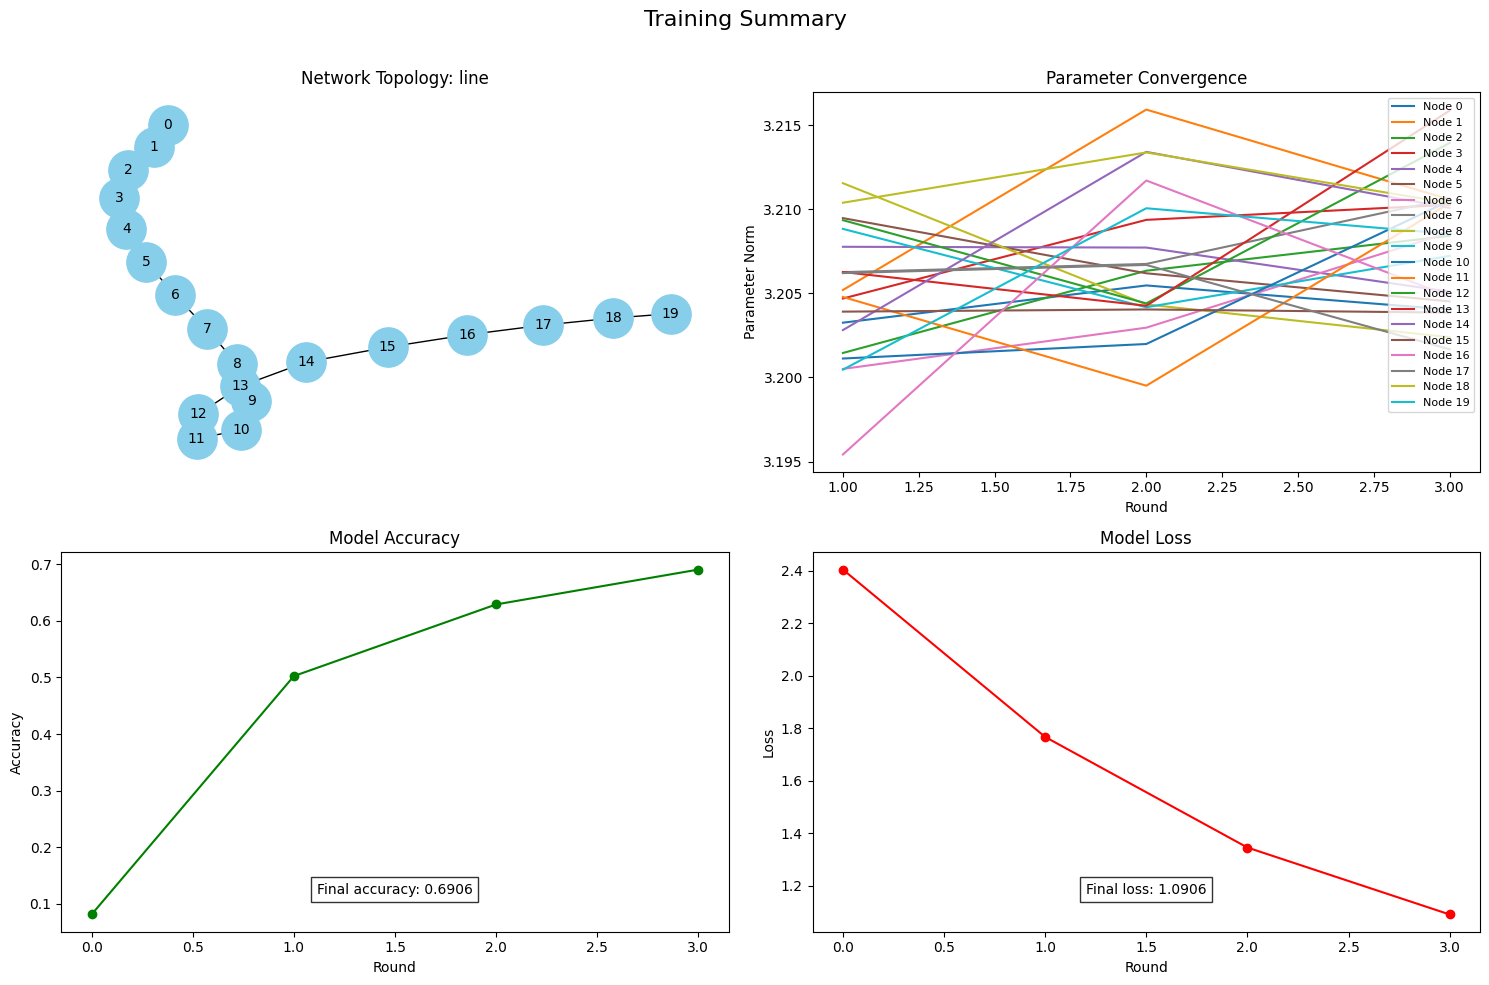 Training Summary
Network Topology: line
0
1
2
3
4
5
6
7
8
13
9
12
10
11
14
15
16
17
18
19
Parameter Convergence
Parameter Norm
3.215
3.210
3.205
3.200
3.195
1.00 1.25 1.50 1.75 2.00 2.25 2.50 2.75 3.00
Round
Node 0
Node 1
Node 2
Node 3
Node 4
Node 5
Node 6
Node 7
Node 8
Node 9
Node 10
Node 11
Node 12
Node 13
Node 14
Node 15
Node 16
Node 17
Node 18
Node 19
Model Accuracy
Accuracy
0.7
0.6
0.5
0.4
0.3
0.2
0.1
Final accuracy: 0.6906
0.0 0.5 1.0 1.5 2.0 2.5 3.0
Round
Model Loss
Loss
2.4
2.2
2.0
1.8
1.6
1.4
1.2
Final loss: 1.0906
0.0 0.5 1.0 1.5 2.0 2.5 3.0
Round